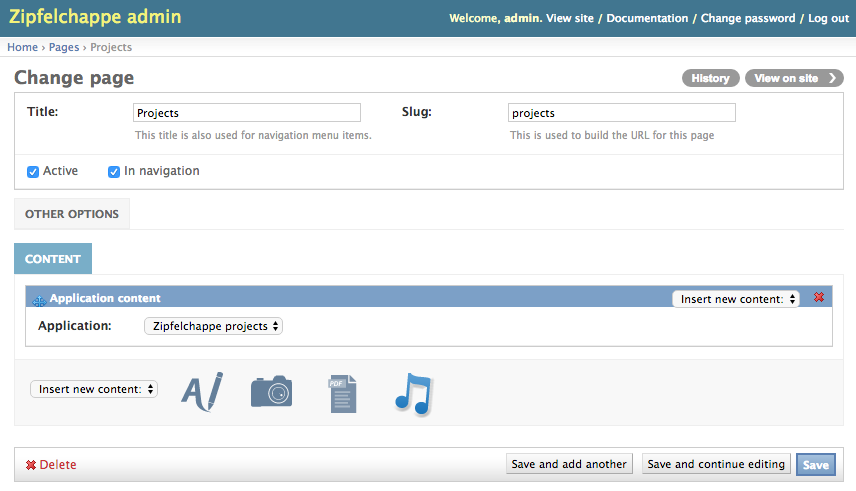 Zipfelchappe admin
Welcome, admin. View site / Documentation / Change password / Log out
Home › Pages › Projects
Change page
History
View on site
Title:
Projects
Slug:
projects
This title is also used for navigation menu items.
This is used to build the URL for this page
Active
In navigation
OTHER OPTIONS
CONTENT
Application content
Insert new content:
Application:
Zipfelchappe projects
Insert new content:
A
PDF
Delete
Save and add another
Save and continue editing
Save